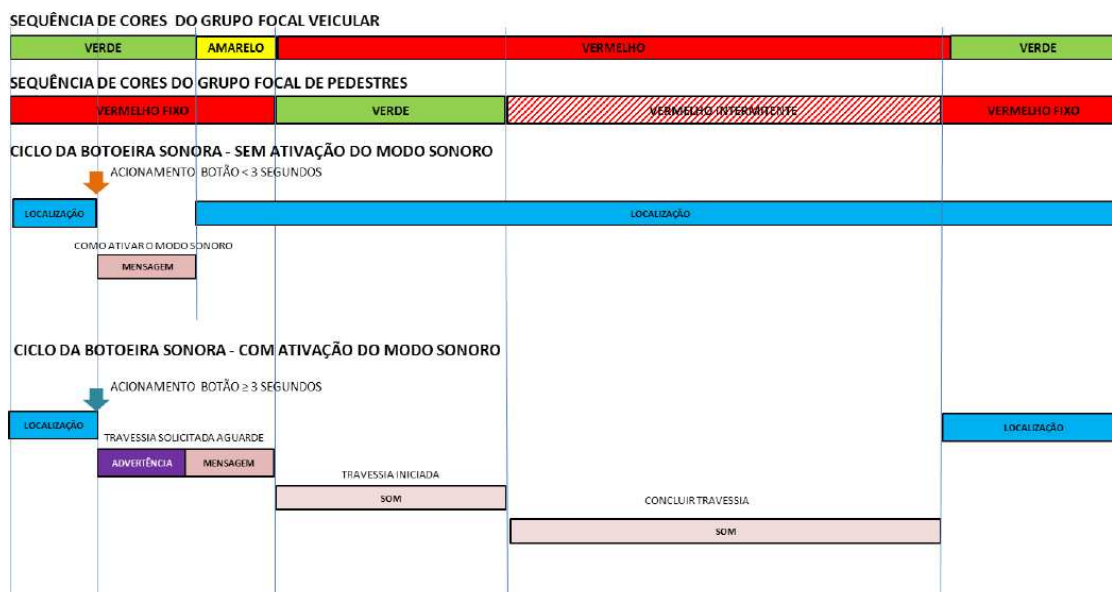 SEQUÊNCIA DE CORES DO GRUPO FOCAL VEICULAR
VERDE AMARELO VERMELHO VERDE
SEQUÊNCIA DE CORES DO GRUPO FOCAL DE PEDESTRES
VERMELHO FIXO VERDE VERMELHO INTERMITENTE VERMELHO FIXO
CICLO DA BOTOEIRA SONORA - SEM ATIVAÇÃO DO MODO SONORO
ACIONAMENTO BOTÃO < 3 SEGUNDOS
LOCALIZAÇÃO LOCALIZAÇÃO
COMO ATIVAR O MODO SONORO
MENSAGEM
CICLO DA BOTOEIRA SONORA - COM ATIVAÇÃO DO MODO SONORO
ACIONAMENTO BOTÃO ≥ 3 SEGUNDOS
LOCALIZAÇÃO LOCALIZAÇÃO
TRAVESSIA SOLICITADA AGUARDE
ADVERTÊNCIA MENSAGEM
TRAVESSIA INICIADA
SOM
CONCLUIR TRAVESSIA
SOM